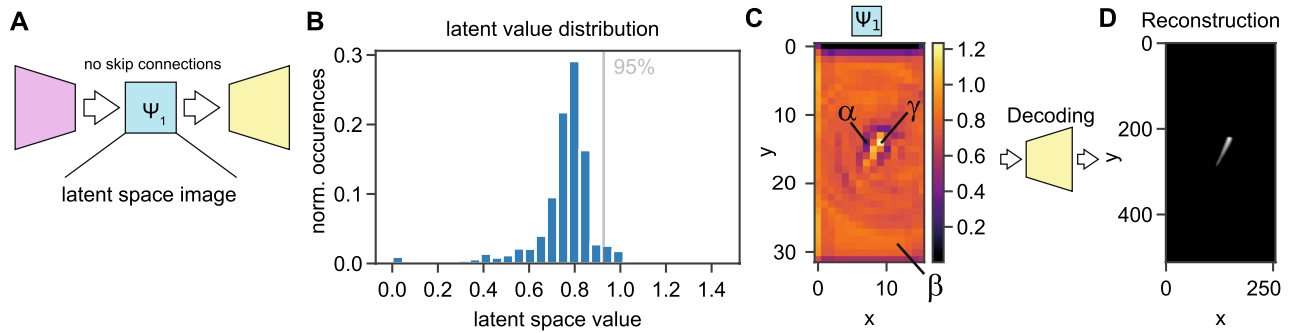 A
no skip connections
Ψ1
latent space image
B
latent value distribution
95%
norm. occurences
0.3
0.2
0.1
0.0
0.0 0.2 0.4 0.6 0.8 1.0 1.2 1.4
latent space value
C
Ψ1
y
0
10
20
30
α
γ
β
0 10
x
1.2
1.0
0.8
0.6
0.4
0.2
Decoding
D
Reconstruction
y
0
200
400
0 250
x